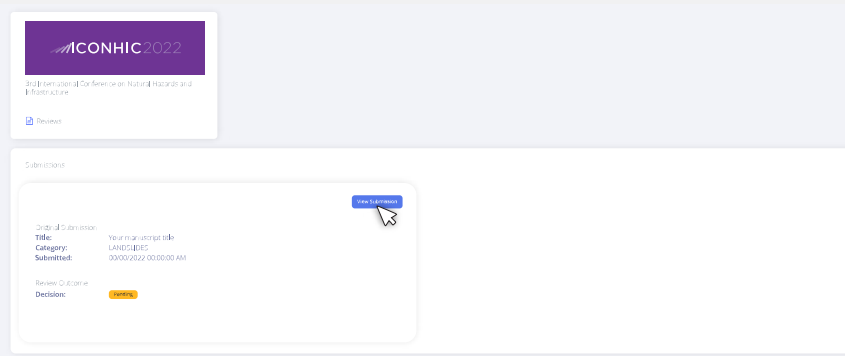 ICONHIC2022
3rd International Conference on Natural Hazards and
Infrastructure
Reviews
Submissions
View Submission
Original Submission
Title: Your manuscript title
Category: LANDSLIDES
Submitted: 00/00/2022 00:00:00 AM
Review Outcome
Decision: Pending